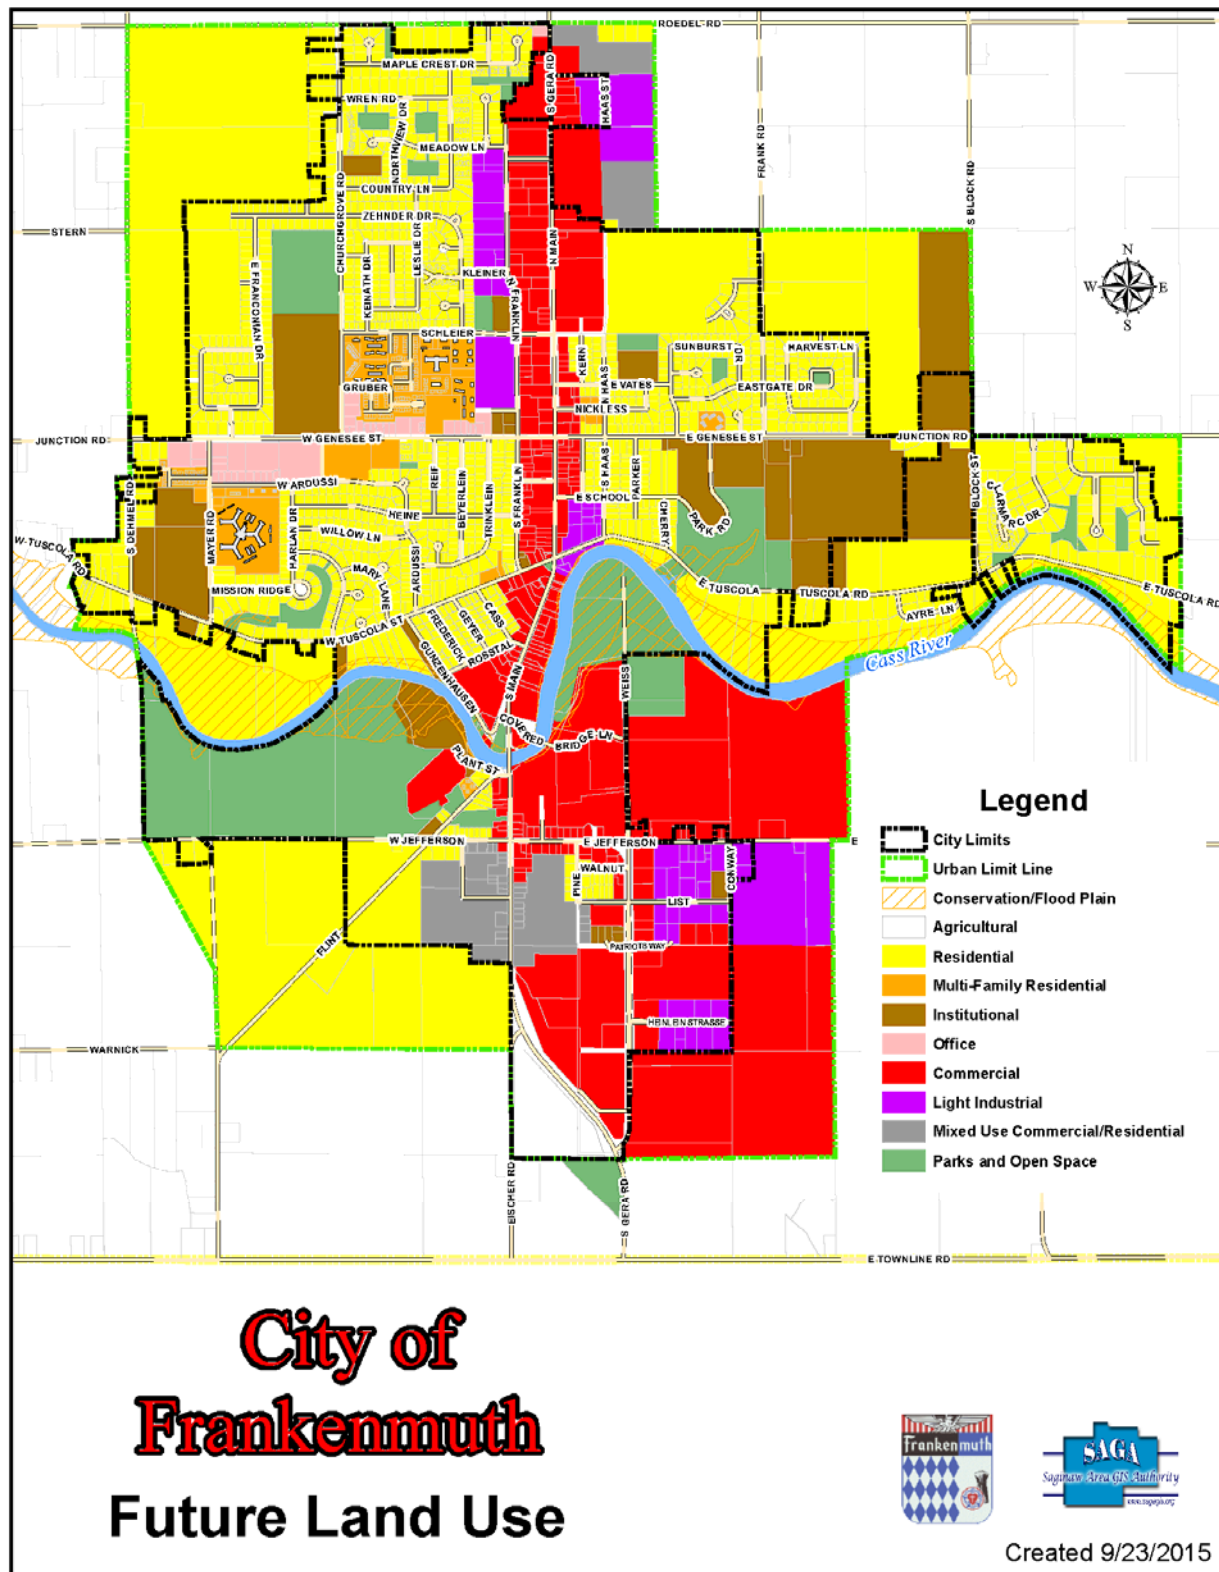 ROEDEL RD
MAPLE CREST DR
S GERA RD
HAAS ST
WREN RD
NORTHVIEW DR
MEADOW LN
FRANK RD
S BLOCK RD
COUNTRY LN
CHURCHGROVE RD
ZEHNDER DR
LESLIE DR
STERN
N MAIN
N
W E
S
E FRANCONIAN DR
KEINATH DR
KLEINER
N FRANKLIN
SCHLEIER
KERN
SUNBURST
DR
HARVEST LN
GRUBER
E VATES
N HAAS
EASTGATE DR
NICKLESS
JUNCTION RD
W GENESEE ST
E GENESEE ST
JUNCTION RD
S DEHMEL RD
W ARDUSSI
REIF
BEYERLEIN
TRINKLEIN
S FRANKLIN
S HAAS
PARKER
E SCHOOL
CHERRY
PARK RD
BLOCK ST
MAYER RD
HARLAN DR
HEINE
WILLOW LN
ARDUSSI
MARY LANE
W TUSCOLA RD
MISSION RIDGE
W TUSCOLA ST
CASS
GEYER
FREDERICK
ROSSTAL
GUNZENHAUSEN
E TUSCOLA
TUSCOLA RD
AYRE LN
E TUSCOLA RD
Cass River
S MAIN
WEISS
COVERED
BRIDGE LN
PLANT ST
W JEFFERSON
E JEFFERSON
E
WALNUT
PINE
CONWAY
LIST
FLINT
PATRIOTS WAY
HEINLEIN STRASSE
WARNICK
S GERA RD
E TOWNLINE RD
Legend
City Limits
Urban Limit Line
Conservation/Flood Plain
Agricultural
Residential
Multi-Family Residential
Institutional
Office
Commercial
Light Industrial
Mixed Use Commercial/Residential
Parks and Open Space
City of
Frankenmuth
Future Land Use
Frankenmuth
SAGA
Saginaw Area GIS Authority
www.sagagis.org
Created 9/23/2015